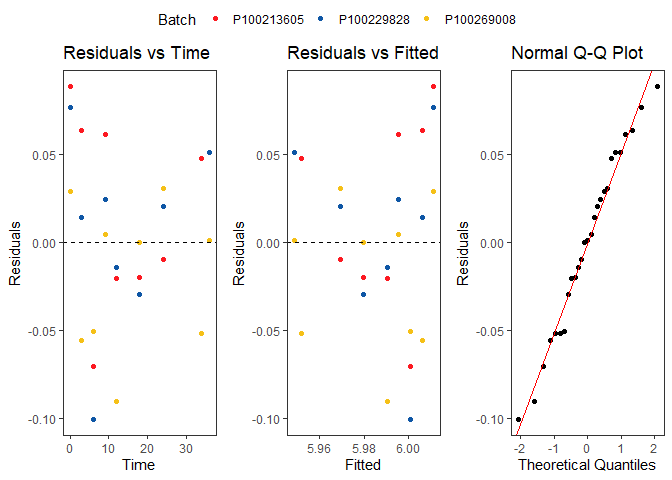 Batch P100213605 P100229828 P100269008
Residuals vs Time
Residuals
0.05
0.00
-0.05
-0.10
0 10 20 30
Time
Residuals vs Fitted
Residuals
0.05
0.00
-0.05
-0.10
5.96 5.98 6.00
Fitted
Normal Q-Q Plot
Residuals
0.05
0.00
-0.05
-0.10
-2 -1 0 1 2
Theoretical Quantiles